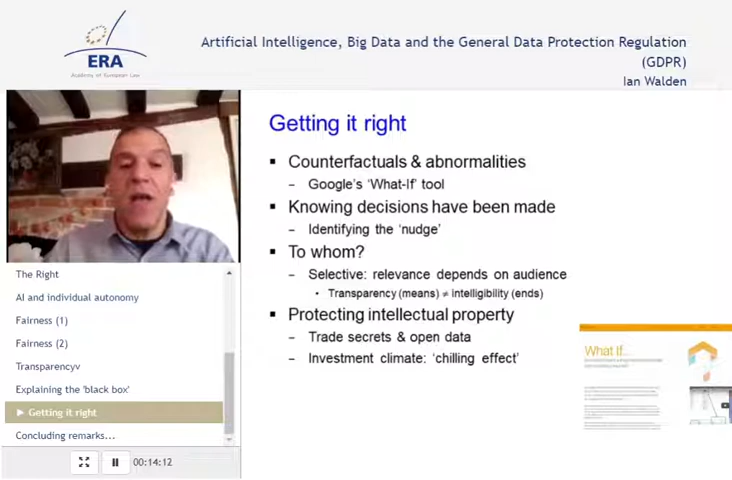 ERA
Academy of European Law
Artificial Intelligence, Big Data and the General Data Protection Regulation
(GDPR)
Ian Walden
Getting it right
▪ Counterfactuals & abnormalities
– Google's 'What-If' tool
▪ Knowing decisions have been made
– Identifying the 'nudge'
▪ To whom?
– Selective: relevance depends on audience
• Transparency (means) ≠ intelligibility (ends)
▪ Protecting intellectual property
– Trade secrets & open data
– Investment climate: 'chilling effect'
What If...
The Right
AI and individual autonomy
Fairness (1)
Fairness (2)
Transparencyv
Explaining the 'black box'
► Getting it right
Concluding remarks...
00:14:12